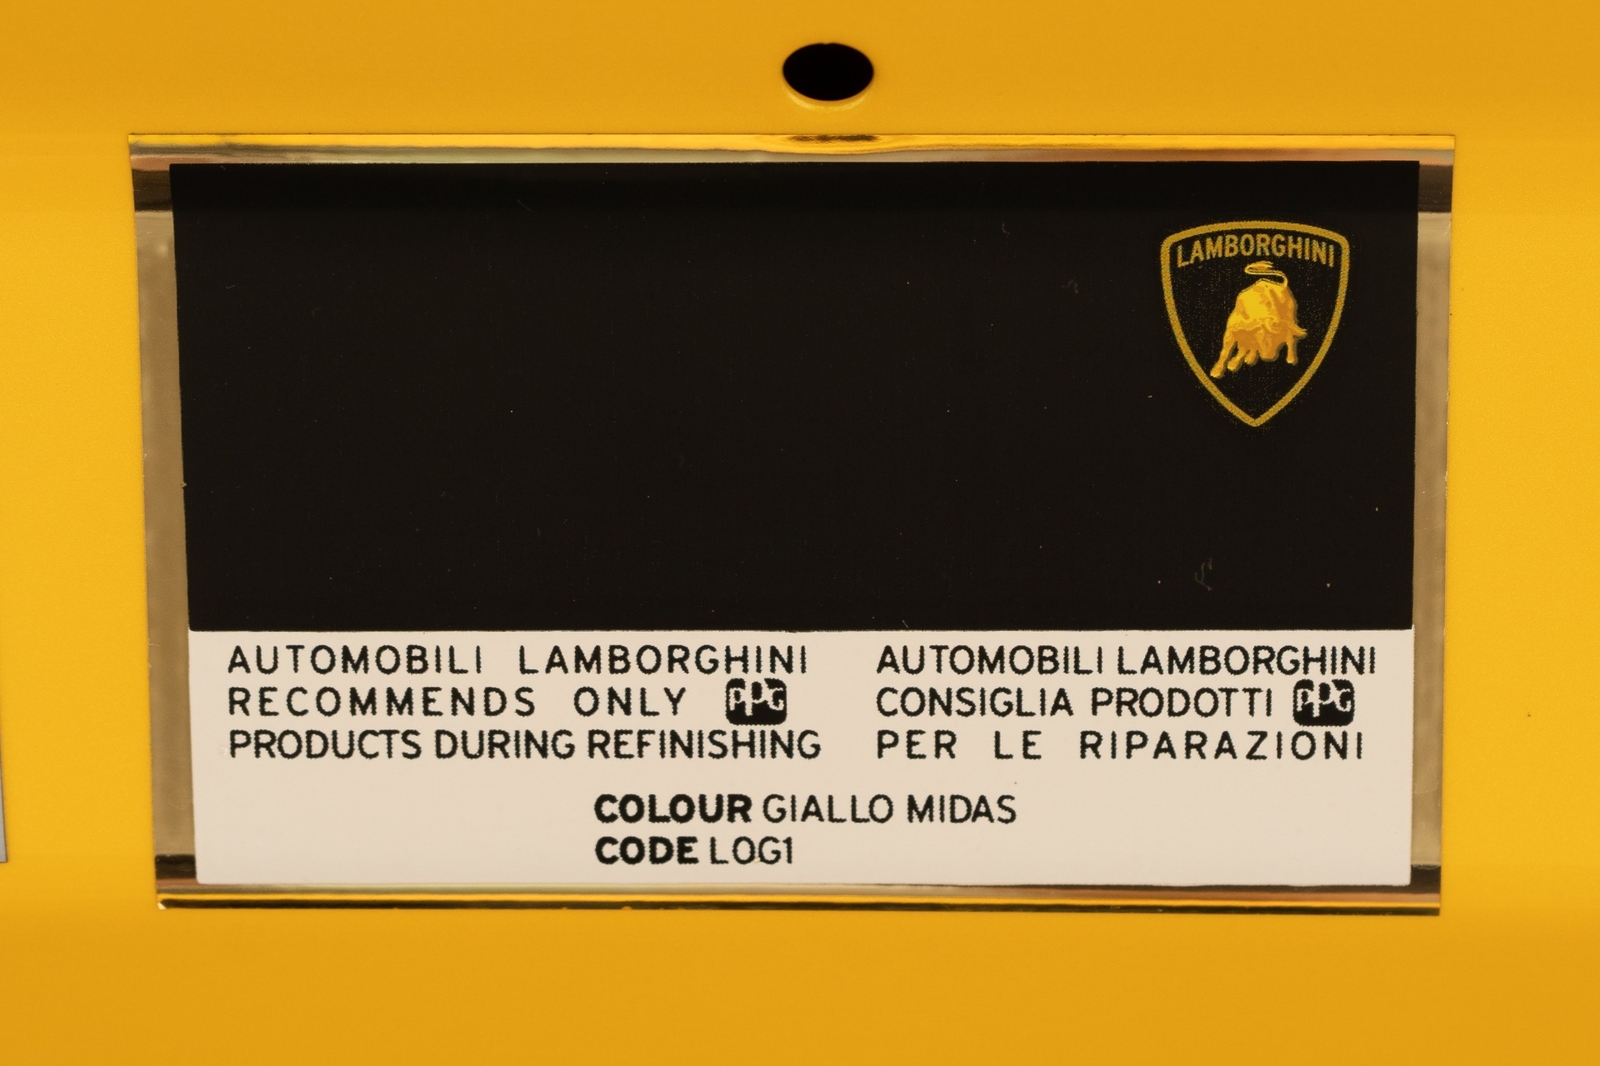 LAMBORGHINI
AUTOMOBILI LAMBORGHINI
RECOMMENDS ONLY PPG
PRODUCTS DURING REFINISHING
AUTOMOBILI LAMBORGHINI
CONSIGLIA PRODOTTI PPG
PER LE RIPARAZIONI
COLOUR GIALLO MIDAS
CODE LOG1